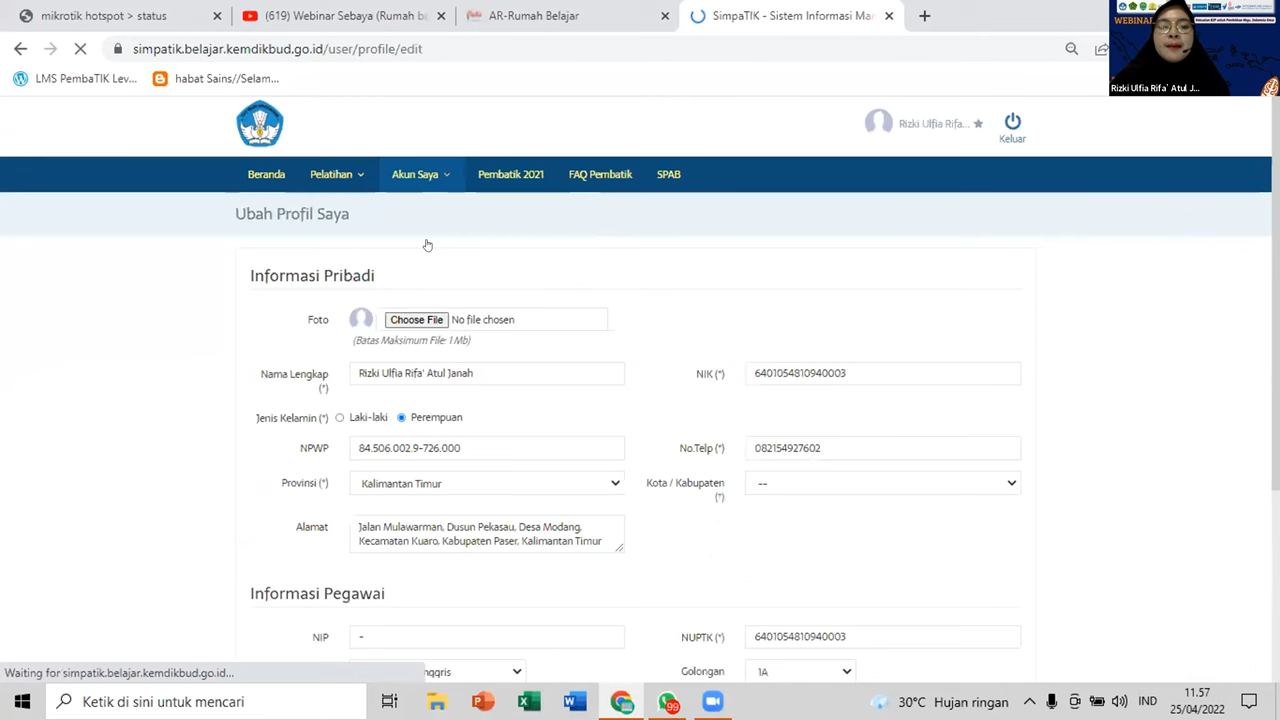 mikrotik hotspot > status
(619) Webinar Sebaya (Rumah
SimpaTIK - Sistem Informasi Ma
simpatik.belajar.kemdikbud.go.id/user/profile/edit
LMS PembaTIK Lev...
habat Sains//Selam...
WEBINAR
Rizki Ulfia Rifa` Atul J...
Rizki Ulfia Rifa...
Keluar
Beranda
Pelatihan
Akun Saya
Pembatik 2021
FAQ Pembatik
SPAB
Ubah Profil Saya
Informasi Pribadi
Foto
Choose File No file chosen
(Batas Maksimum File: 1Mb)
Nama Lengkap (*)
Rizki Ulfia Rifa' Atul Janah
NIK (*)
6401054810940003
Jenis Kelamin (*)
Laki-laki
Perempuan
NPWP
84.506.002.9-726.000
No.Telp (*)
082154927602
Provinsi (*)
Kalimantan Timur
Kota / Kabupaten (*)
--
Alamat
Jalan Mulawarman, Dusun Pekasau, Desa Modang,
Kecamatan Kuaro, Kabupaten Paser, Kalimantan Timur
Informasi Pegawai
NIP
-
NUPTK (*)
6401054810940003
nggris
Golongan
1A
Waiting for simpatik.belajar.kemdikbud.go.id...
Ketik di sini untuk mencari
99
30°C Hujan ringan
IND
11.57
25/04/2022